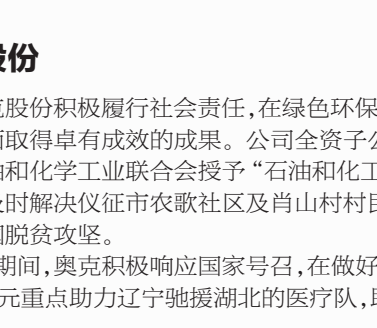 股份
克股份积极履行社会责任,在绿色环保
面取得卓有成效的成果。公司全资子公
油和化学工业联合会授予“石油和化工
及时解决仪征市农歌社区及肖山村村民
国脱贫攻坚。
期间,奥克积极响应国家号召,在做好
元重点助力辽宁驰援湖北的医疗队,